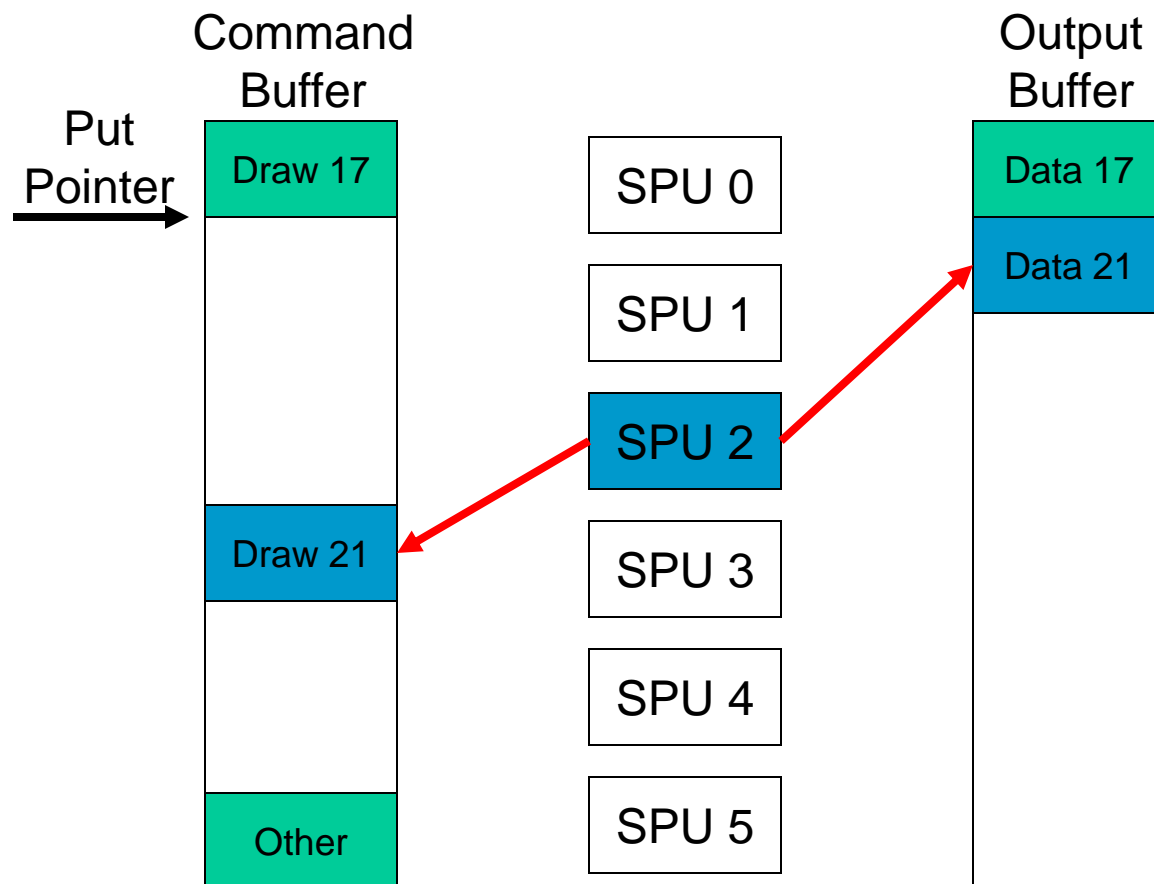 Command
Buffer
Output
Buffer
Put
Pointer
Draw 17
Draw 21
Other
SPU 0
SPU 1
SPU 2
SPU 3
SPU 4
SPU 5
Data 17
Data 21